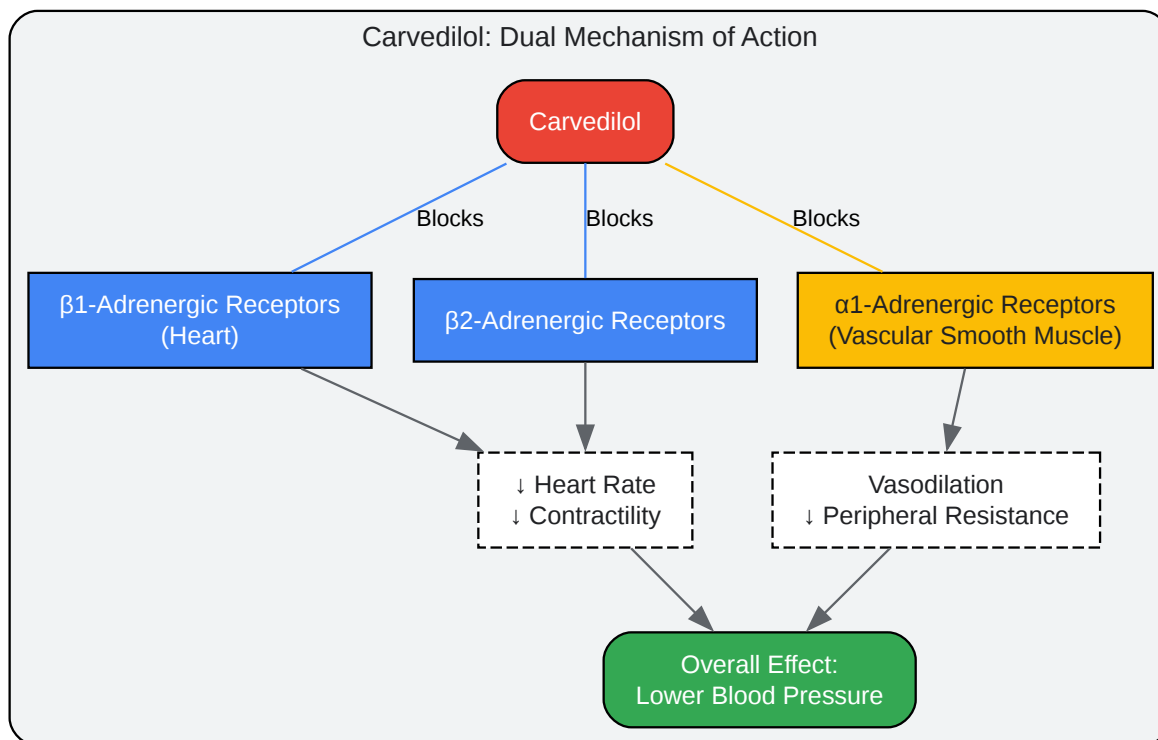 Carvedilol: Dual Mechanism of Action
Carvedilol
Blocks
Blocks
Blocks
β1-Adrenergic Receptors
(Heart)
β2-Adrenergic Receptors
α1-Adrenergic Receptors
(Vascular Smooth Muscle)
↓ Heart Rate
↓ Contractility
Vasodilation
↓ Peripheral Resistance
Overall Effect:
Lower Blood Pressure